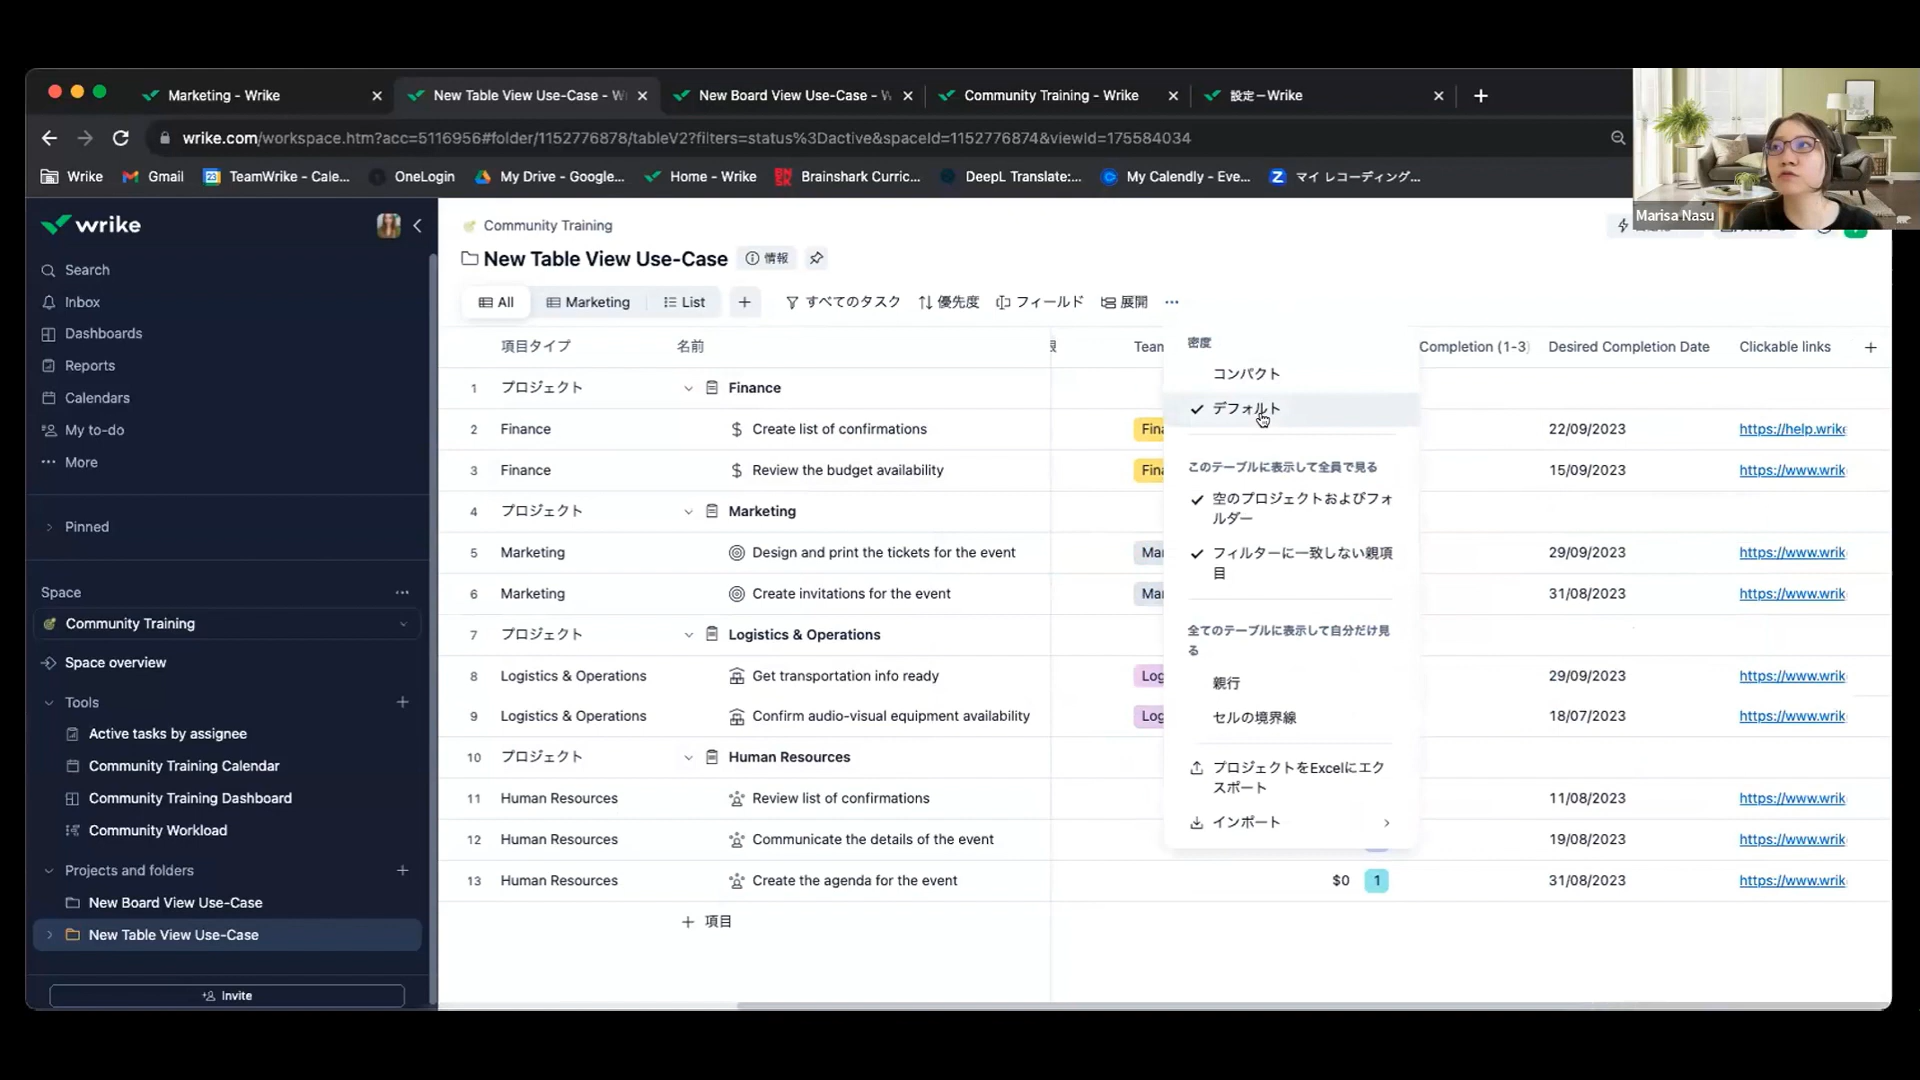 Marketing - Wrike
New Table View Use-Case - W
New Board View Use-Case - W
Community Training - Wrike
設定 – Wrike
wrike.com/workspace.htm?acc=5116956#folder/1152776878/tableV2?filters=status%3Dactive&spaceId=1152776874&viewId=175584034
Wrike
Gmail
TeamWrike - Cale...
OneLogin
My Drive - Google...
Home - Wrike
Brainshark Curric...
DeepL Translate:...
My Calendly - Eve...
マイ レコーディング...
Marisa Nasu
wrike
Search
Inbox
Dashboards
Reports
Calendars
My to-do
More
Pinned
Space
Community Training
Space overview
Tools
Active tasks by assignee
Community Training Calendar
Community Training Dashboard
Community Workload
Projects and folders
New Board View Use-Case
New Table View Use-Case
Invite
Community Training
New Table View Use-Case
情報
All
Marketing
List
すべてのタスク
優先度
フィールド
展開
項目タイプ 名前 Team Completion (1-3) Desired Completion Date Clickable links
1 プロジェクト Finance
2 Finance Create list of confirmations Fina 22/09/2023 https://help.wrike
3 Finance Review the budget availability Fina 15/09/2023 https://www.wrik
4 プロジェクト Marketing
5 Marketing Design and print the tickets for the event Mar 29/09/2023 https://www.wrik
6 Marketing Create invitations for the event Mar 31/08/2023 https://www.wrik
7 プロジェクト Logistics & Operations
8 Logistics & Operations Get transportation info ready Log 29/09/2023 https://www.wrik
9 Logistics & Operations Confirm audio-visual equipment availability Log 18/07/2023 https://www.wrik
10 プロジェクト Human Resources
11 Human Resources Review list of confirmations 11/08/2023 https://www.wrik
12 Human Resources Communicate the details of the event 19/08/2023 https://www.wrik
13 Human Resources Create the agenda for the event $0 1 31/08/2023 https://www.wrik
項目
密度
コンパクト
デフォルト
このテーブルに表示して全員で見る
空のプロジェクトおよびフォ
ルダー
フィルターに一致しない親項
目
全てのテーブルに表示して自分だけ見
る
親行
セルの境界線
プロジェクトをExcelにエク
スポート
インポート